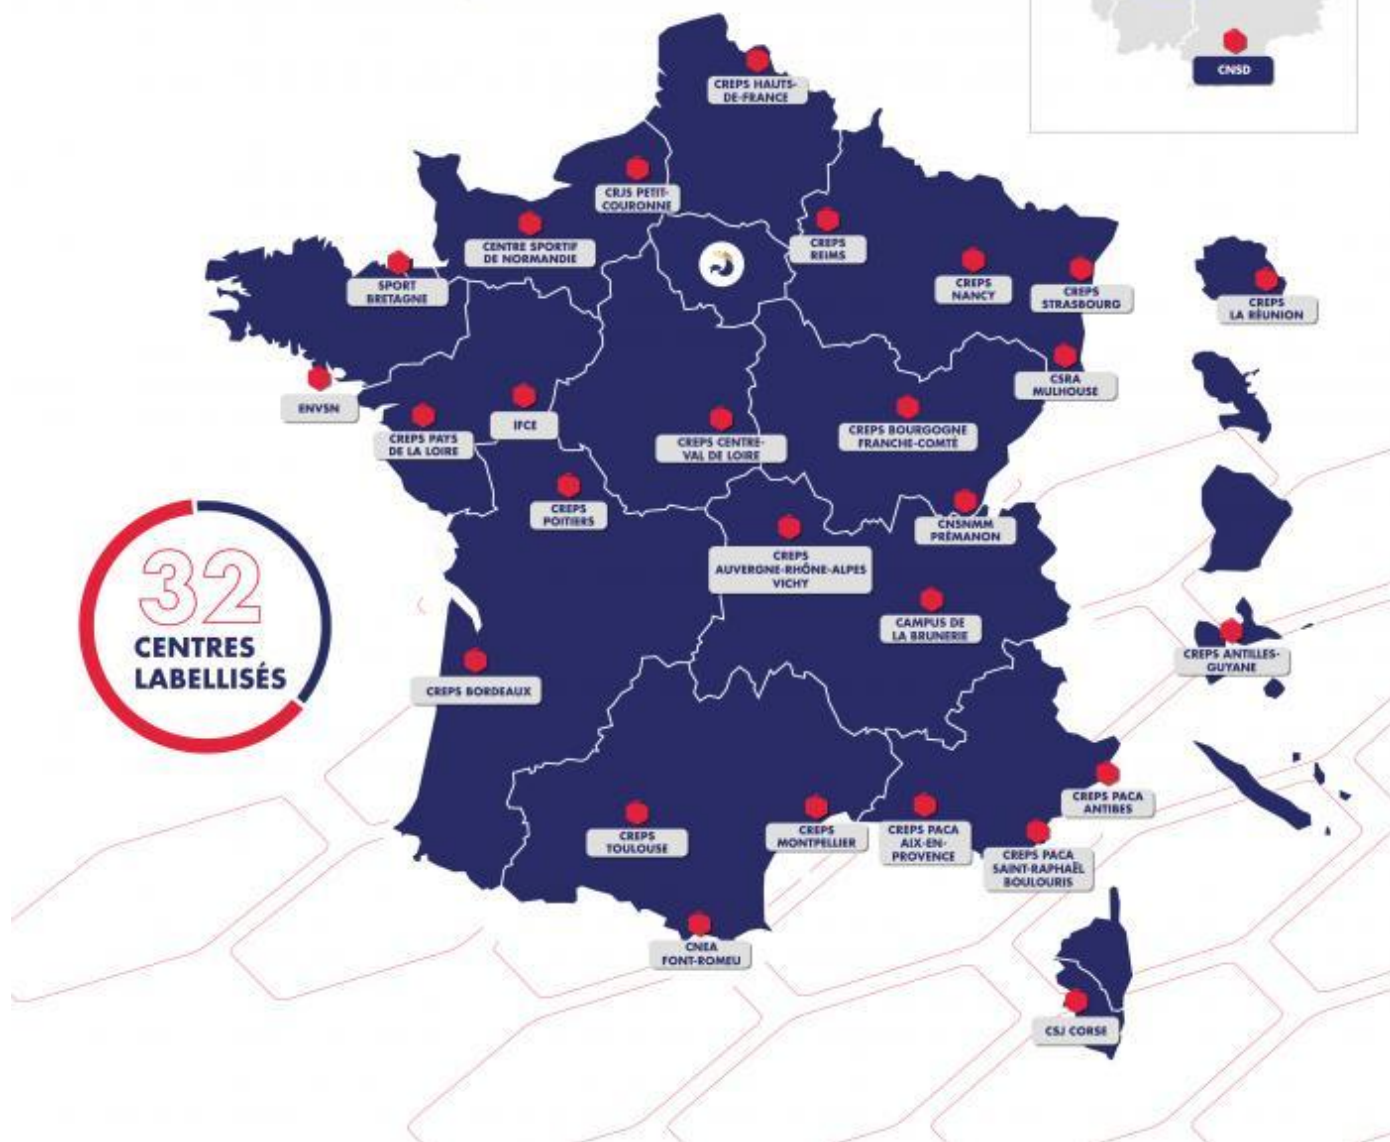 CNSD
CREPS HAUTS-
DE-FRANCE
CRJS PETIT-
COURONNE
CENTRE SPORTIF
DE NORMANDIE
CREPS
REIMS
SPORT
BRETAGNE
CREPS
NANCY
CREPS
STRASBOURG
CREPS
LA RÉUNION
CSRA
MULHOUSE
ENVSN
CREPS PAYS
DE LA LOIRE
IFCE
CREPS CENTRE-
VAL DE LOIRE
CREPS BOURGOGNE
FRANCHE-COMTÉ
CREPS
POITIERS
CNSNMM
PRÉMANON
CREPS
AUVERGNE-RHÔNE-ALPES
VICHY
32
CENTRES
LABELLISÉS
CAMPUS DE
LA BRUNERIE
CREPS ANTILLES-
GUYANE
CREPS BORDEAUX
CREPS PACA
ANTIBES
CREPS
TOULOUSE
CREPS
MONTPELLIER
CREPS PACA
AIX-EN-
PROVENCE
CREPS PACA
SAINT-RAPHAËL
BOULOURIS
CNEA
FONT-ROMEU
CSJ CORSE